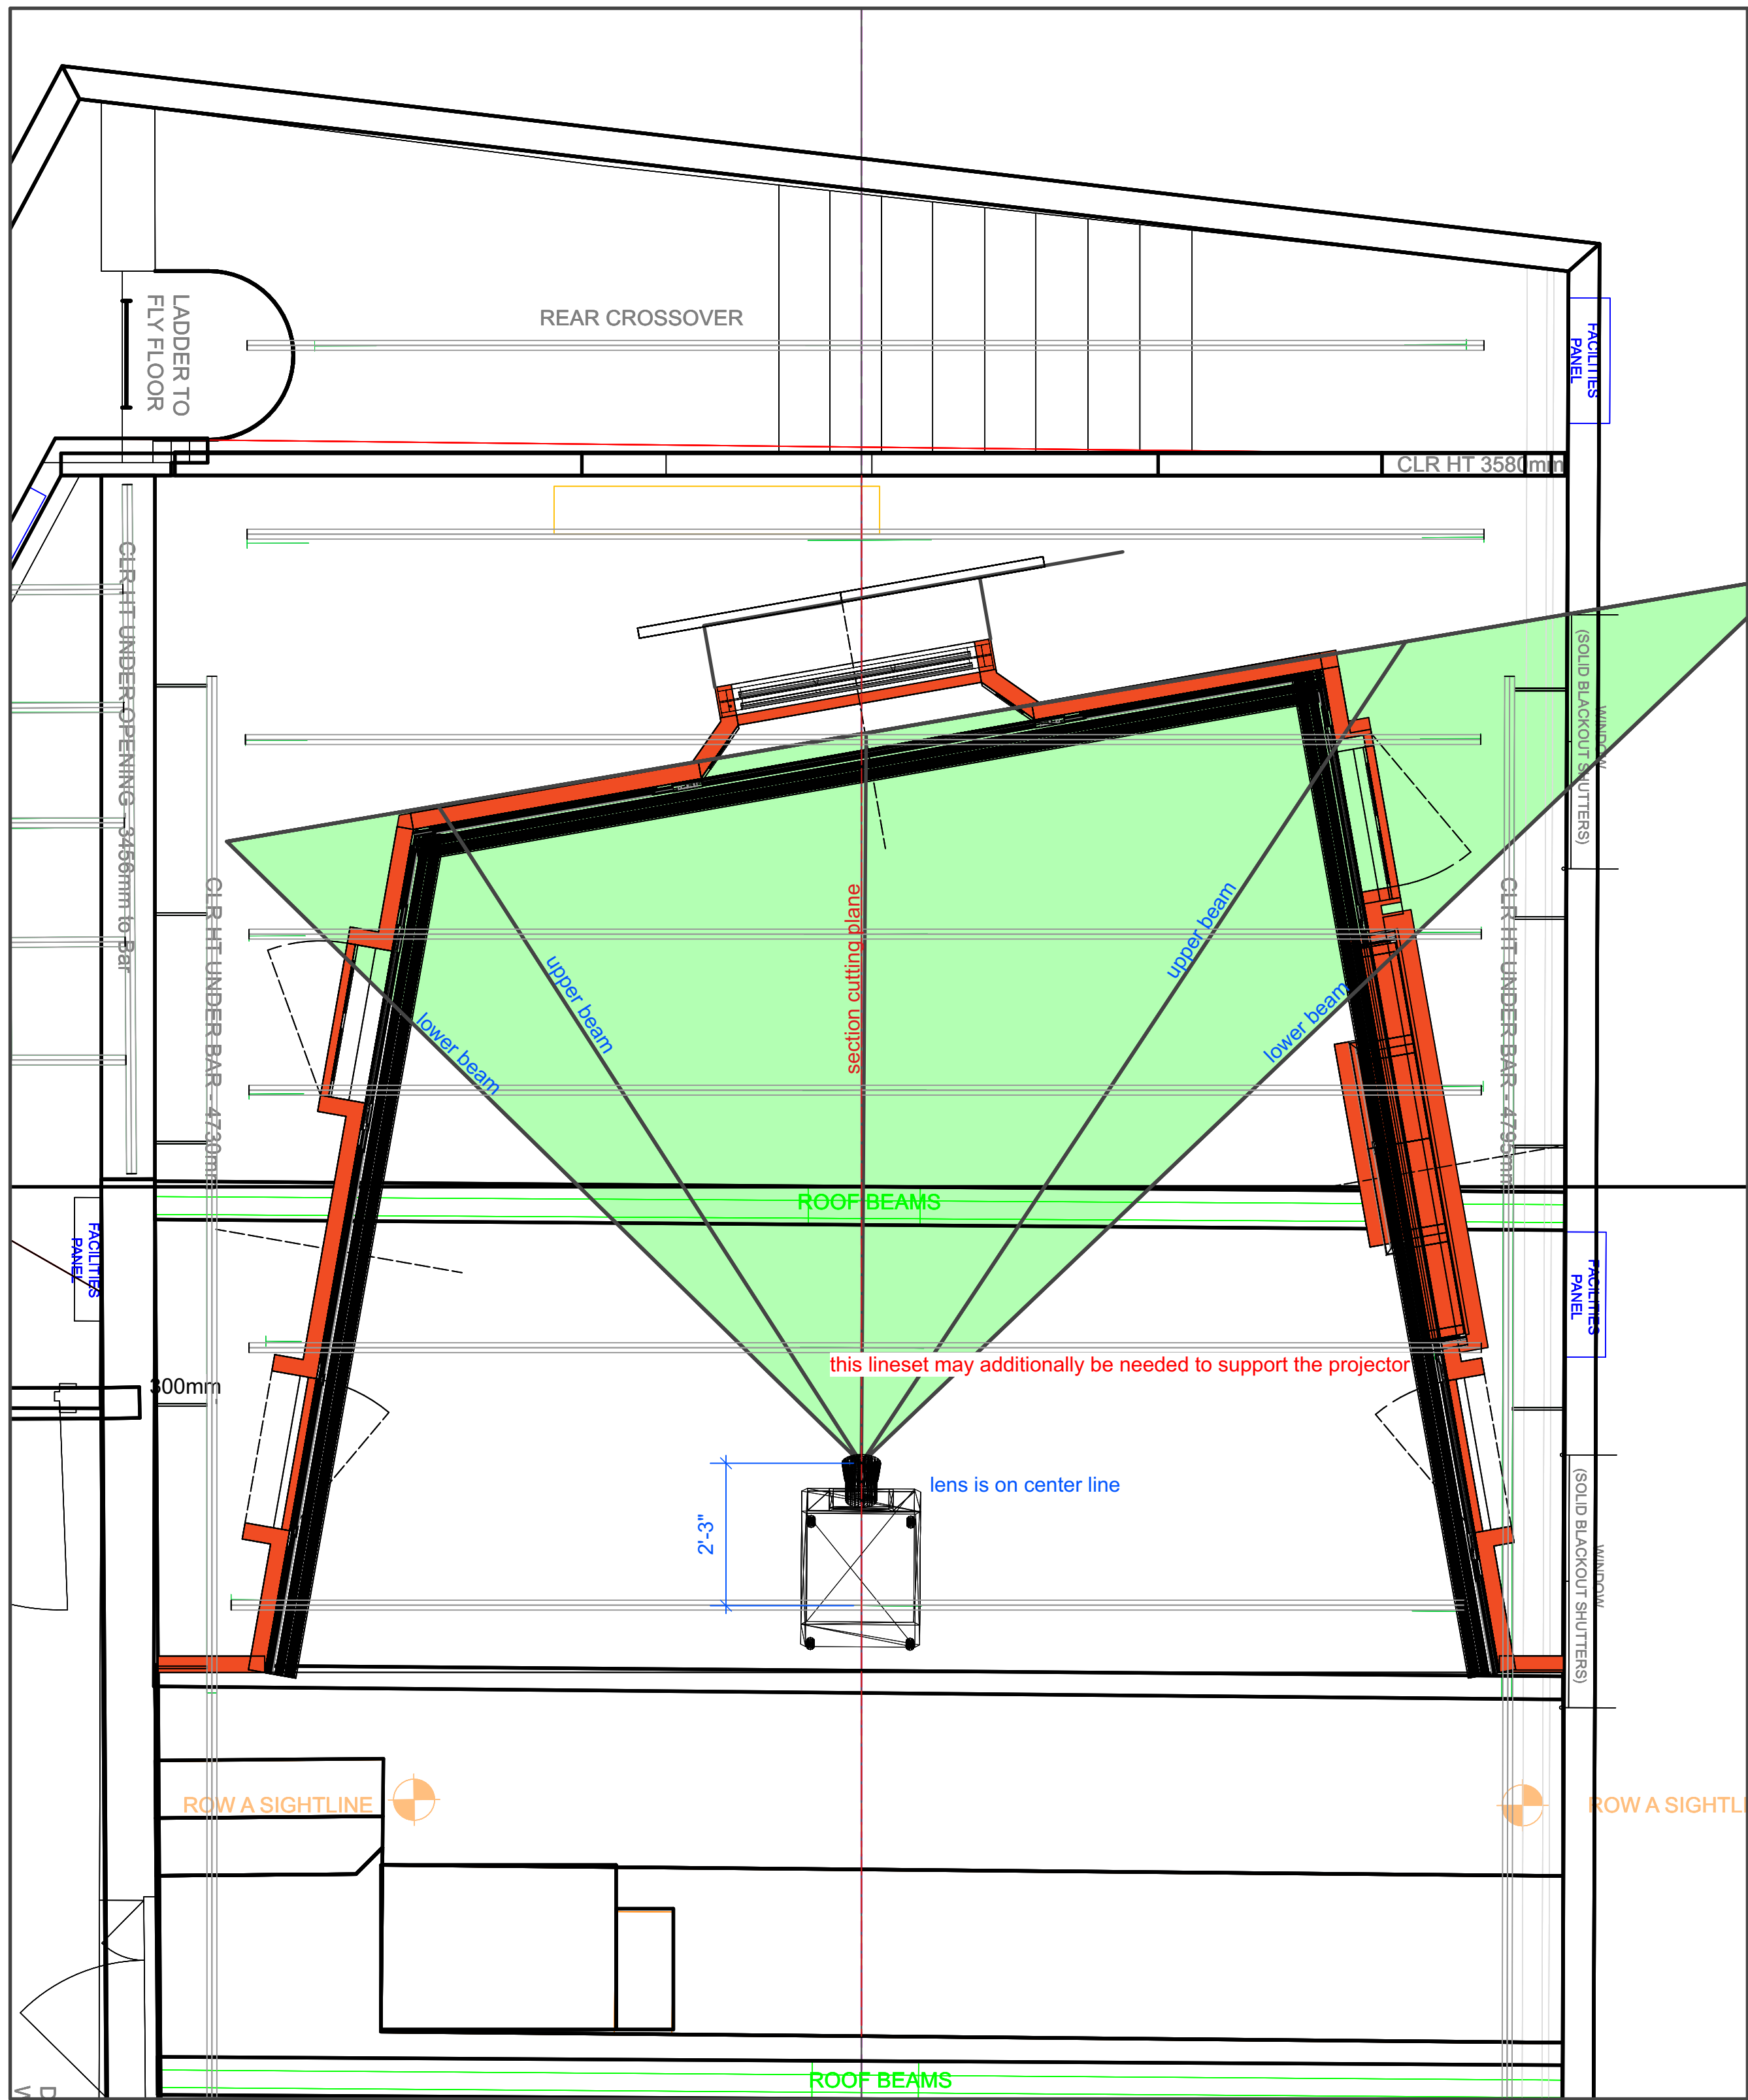 LADDER TO
FLY FLOOR
REAR CROSSOVER
FACILITIES
PANEL
CLR HT 3580mm
CLR HT UNDER OPENING - 3456mm to Bar
WINDOW
(SOLID BLACKOUT SHUTTERS)
CLR HT UNDER BAR - 4730mm
section cutting plane
upper beam
upper beam
CLR HT UNDER BAR - 4795mm
lower beam
lower beam
ROOF BEAMS
FACILITIES
PANEL
FACILITIES
PANEL
this lineset may additionally be needed to support the projector
300mm
lens is on center line
2'-3"
WINDOW
(SOLID BLACKOUT SHUTTERS)
ROW A SIGHTLINE
ROW A SIGHTLI
ROOF BEAMS
D
W